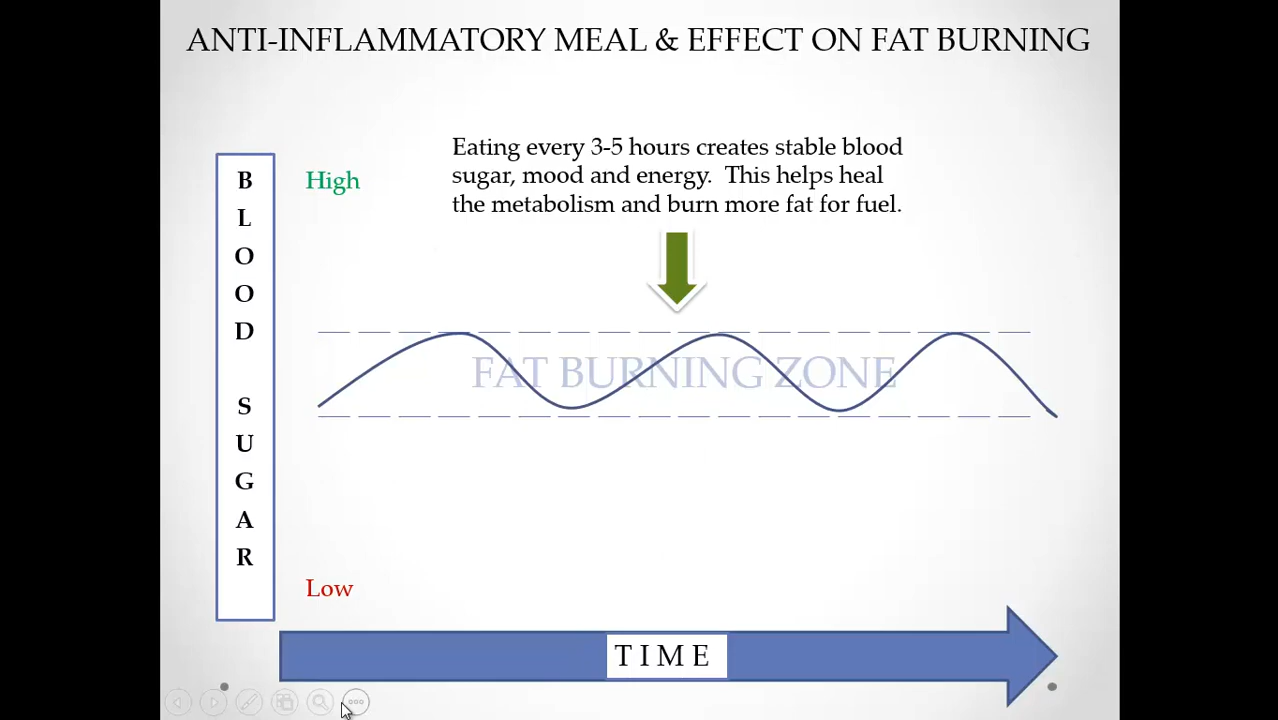 ANTI-INFLAMMATORY MEAL & EFFECT ON FAT BURNING
Eating every 3-5 hours creates stable blood
sugar, mood and energy.  This helps heal
the metabolism and burn more fat for fuel.
B
L
O
O
D
S
U
G
A
R
High
FAT BURNING ZONE
Low
TIME